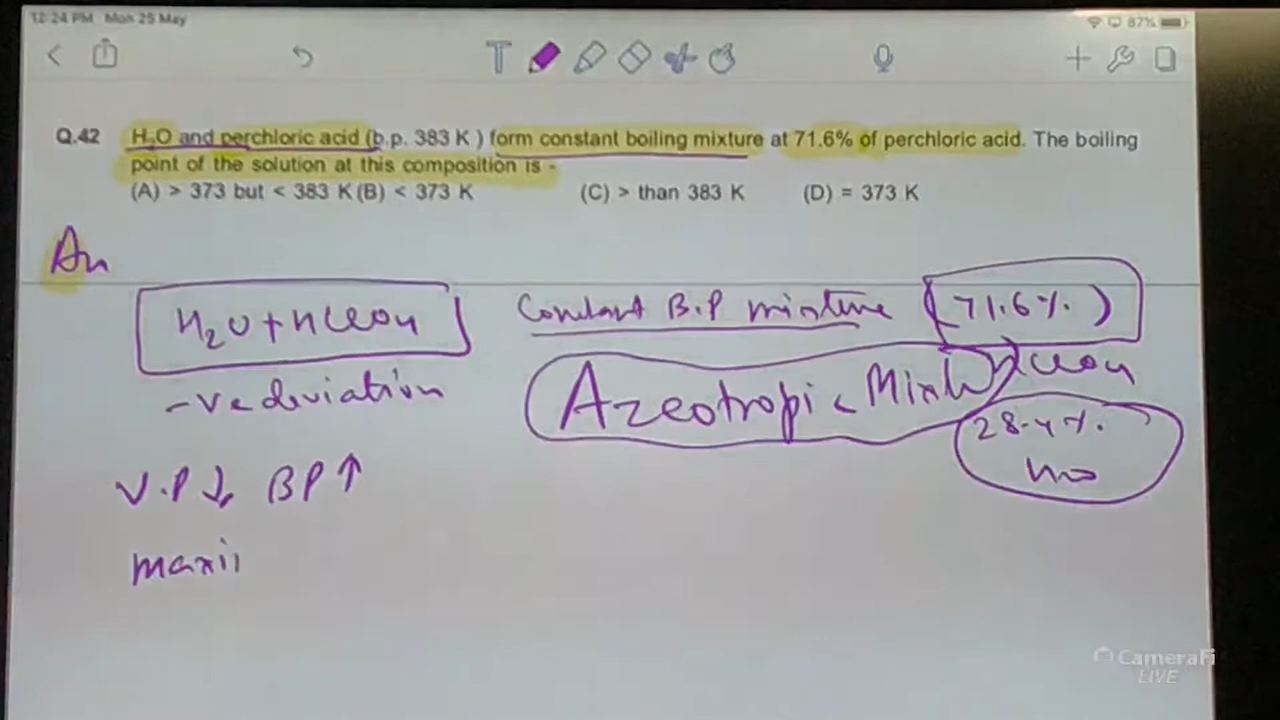 12:24 PM Mon 25 May
87%
T
Q.42 H2O and perchloric acid (b.p. 383 K ) form constant boiling mixture at 71.6% of perchloric acid. The boiling
point of the solution at this composition is -
(A) > 373 but < 383 K (B) < 373 K (C) > than 383 K (D) = 373 K
An
H2O + HClO4
Constant B.P mixture (71.6%)
HClO4
-ve deviation
Azeotropic Mixture
28.4%
H2O
V.P↓ BP↑
maxii
CameraFi
LIVE